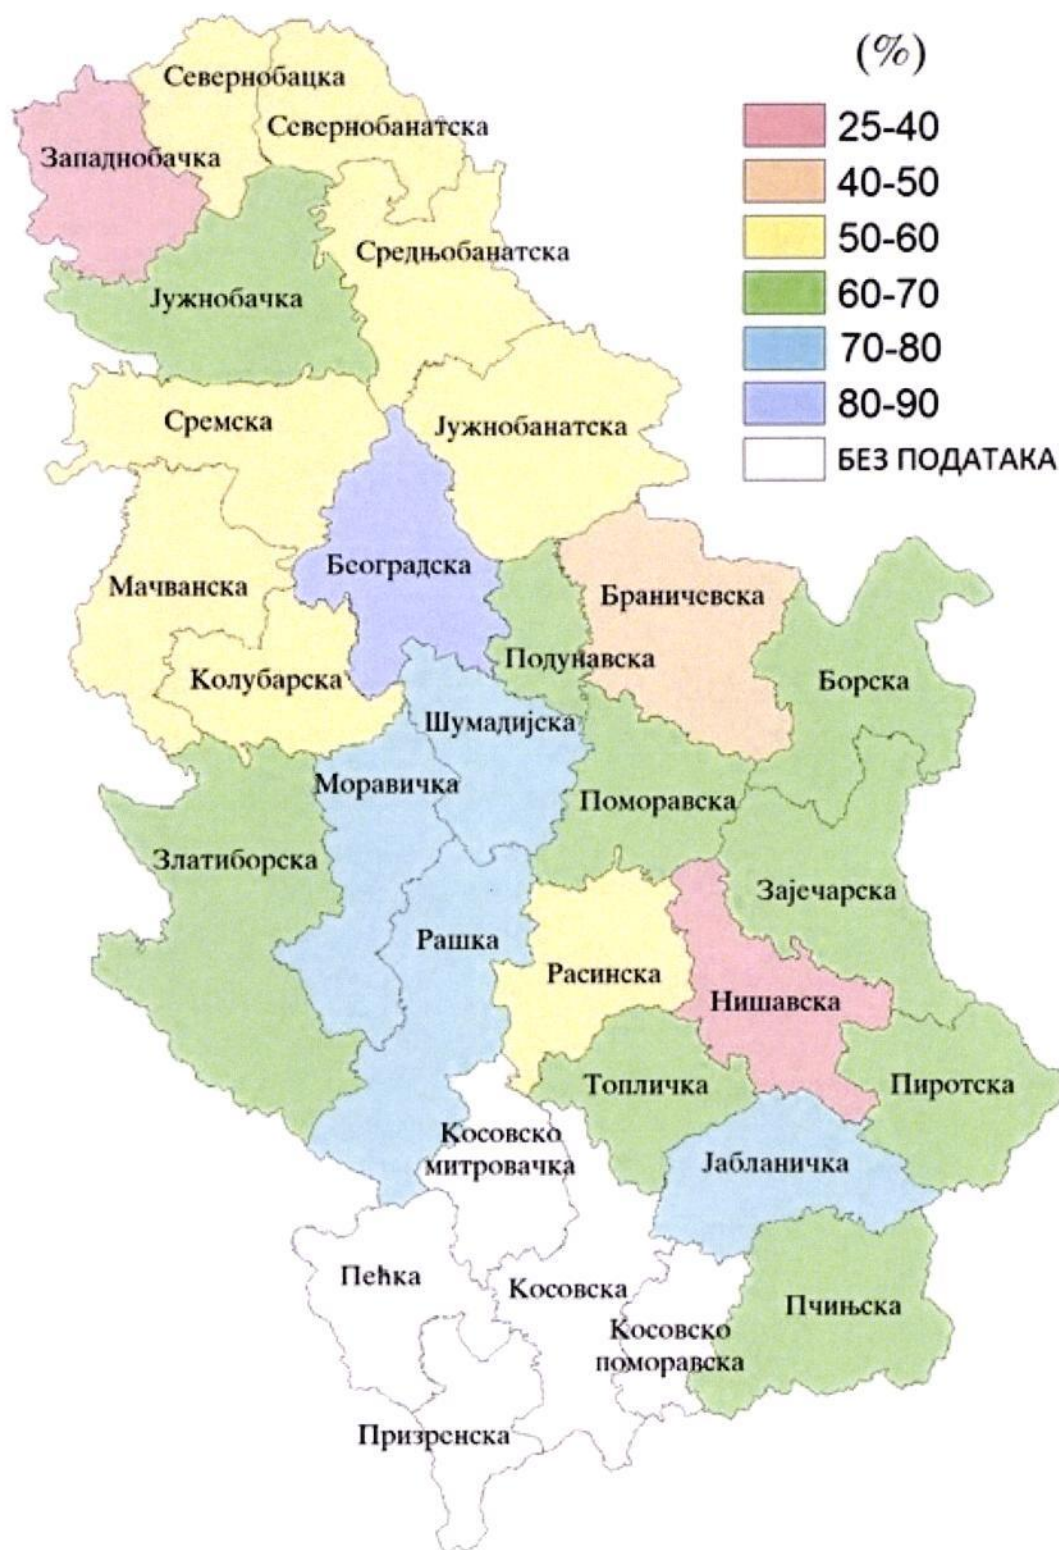 (%)
25-40
40-50
50-60
60-70
70-80
80-90
БЕЗ ПОДАТАКА
Севернобацка
Севернобанатска
Западнобачка
Средњобанатска
Јужнобачка
Сремска
Јужнобанатска
Београдска
Мачванска
Браничевска
Подунавска
Колубарска
Борска
Шумадијска
Моравичка
Поморавска
Златиборска
Зајечарска
Рашка
Расинска
Нишавска
Топличка
Пиротска
Косовско
митровачка
Јабланичка
Пећка
Косовска
Пчињска
Косовско
поморавска
Призренска